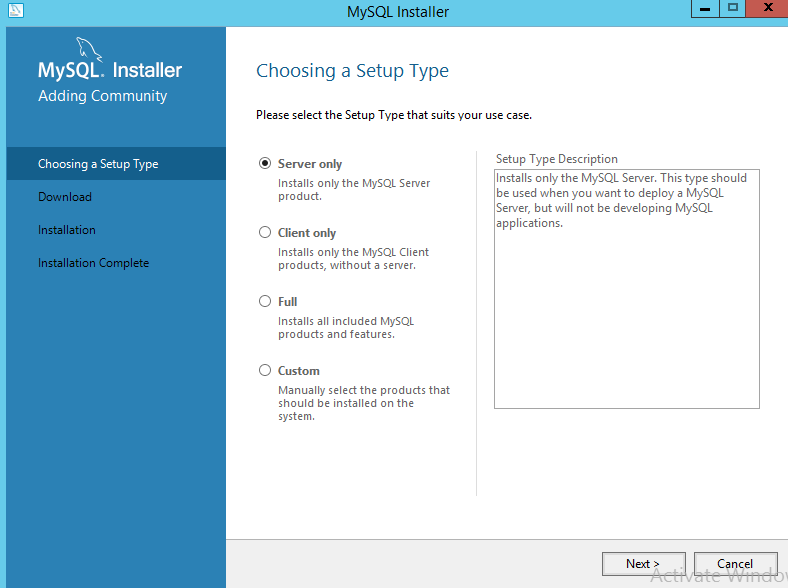 MySQL Installer
MySQL. Installer
Adding Community
Choosing a Setup Type
Download
Installation
Installation Complete
Choosing a Setup Type
Please select the Setup Type that suits your use case.
Server only
Installs only the MySQL Server
product.
Client only
Installs only the MySQL Client
products, without a server.
Full
Installs all included MySQL
products and features.
Custom
Manually select the products that
should be installed on the
system.
Setup Type Description
Installs only the MySQL Server. This type should
be used when you want to deploy a MySQL
Server, but will not be developing MySQL
applications.
Next >
Cancel
Activate Window